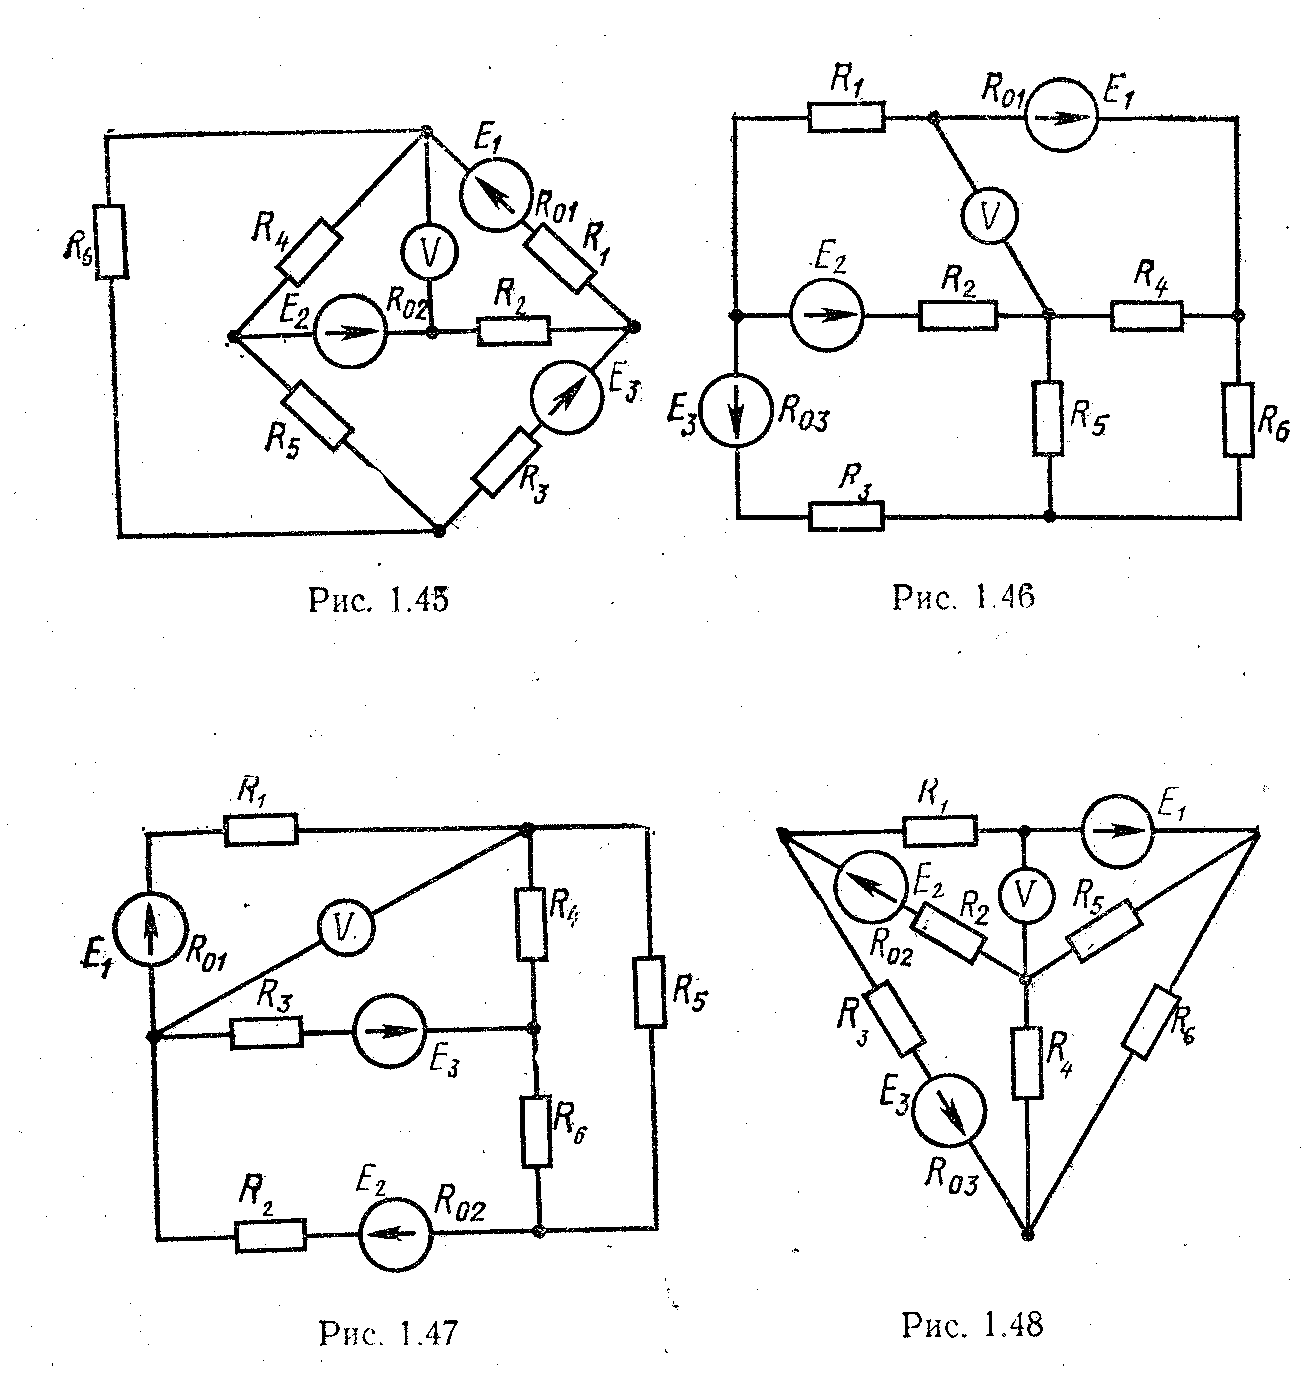 E1
R01
R1
R4
V
R6
E2
R02
R2
E3
R5
R3
Рис. 1.45
R1
R01
E1
V
E2
R2
R4
E3
R03
R5
R6
R3
Рис. 1.46
R1
R4
V
E1
R01
R3
R5
E3
R6
E2
R02
R2
Рис. 1.47
R1
E1
E2
V
R5
R2
R02
R3
R4
R6
E3
R03
Рис. 1.48